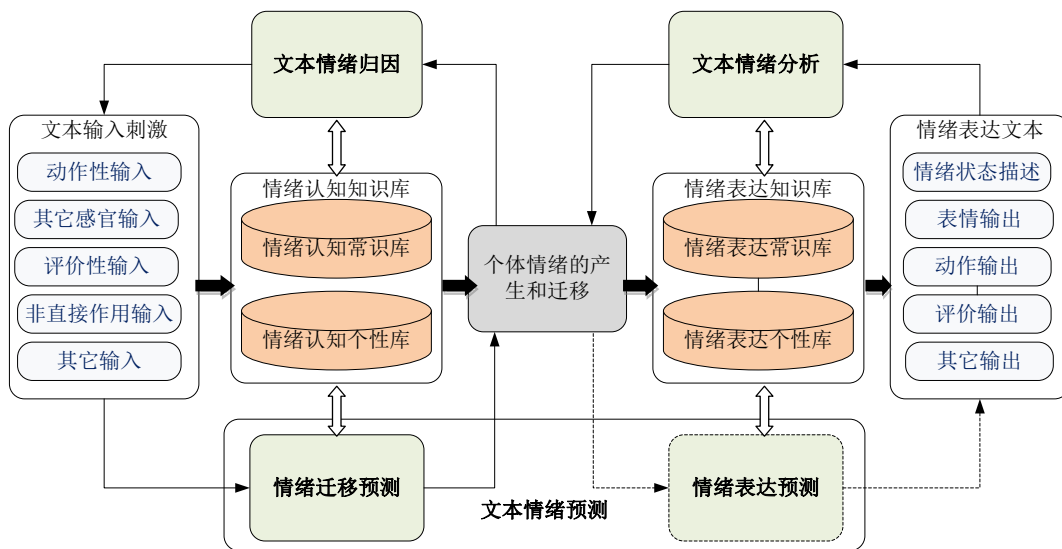 文本情绪归因
文本情绪分析
文本输入刺激
动作性输入
其它感官输入
评价性输入
非直接作用输入
其它输入
情绪认知知识库
情绪认知常识库
情绪认知个性库
个体情绪的产
生和迁移
情绪表达知识库
情绪表达常识库
情绪表达个性库
情绪表达文本
情绪状态描述
表情输出
动作输出
评价输出
其它输出
情绪迁移预测
文本情绪预测
情绪表达预测